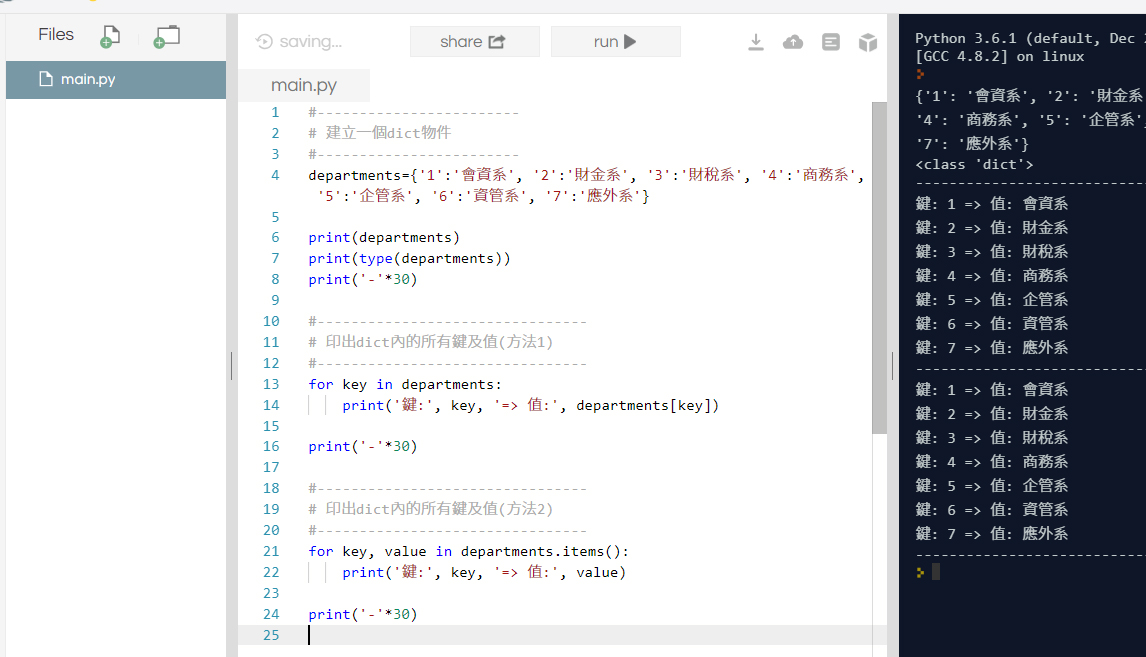 Files
main.py
saving...
share
run
main.py
1 #------------------------
2 # 建立一個dict物件
3 #------------------------
4 departments={'1':'會資系', '2':'財金系', '3':'財稅系', '4':'商務系',
'5':'企管系', '6':'資管系', '7':'應外系'}
5
6 print(departments)
7 print(type(departments))
8 print('-'*30)
9
10 #--------------------------------
11 # 印出dict內的所有鍵及值(方法1)
12 #--------------------------------
13 for key in departments:
14 print('鍵:', key, '=> 值:', departments[key])
15
16 print('-'*30)
17
18 #--------------------------------
19 # 印出dict內的所有鍵及值(方法2)
20 #--------------------------------
21 for key, value in departments.items():
22 print('鍵:', key, '=> 值:', value)
23
24 print('-'*30)
25
Python 3.6.1 (default, Dec
[GCC 4.8.2] on linux
{'1': '會資系', '2': '財金系
'4': '商務系', '5': '企管系',
'7': '應外系'}
<class 'dict'>
------------------------------
鍵: 1 => 值: 會資系
鍵: 2 => 值: 財金系
鍵: 3 => 值: 財稅系
鍵: 4 => 值: 商務系
鍵: 5 => 值: 企管系
鍵: 6 => 值: 資管系
鍵: 7 => 值: 應外系
------------------------------
鍵: 1 => 值: 會資系
鍵: 2 => 值: 財金系
鍵: 3 => 值: 財稅系
鍵: 4 => 值: 商務系
鍵: 5 => 值: 企管系
鍵: 6 => 值: 資管系
鍵: 7 => 值: 應外系
------------------------------